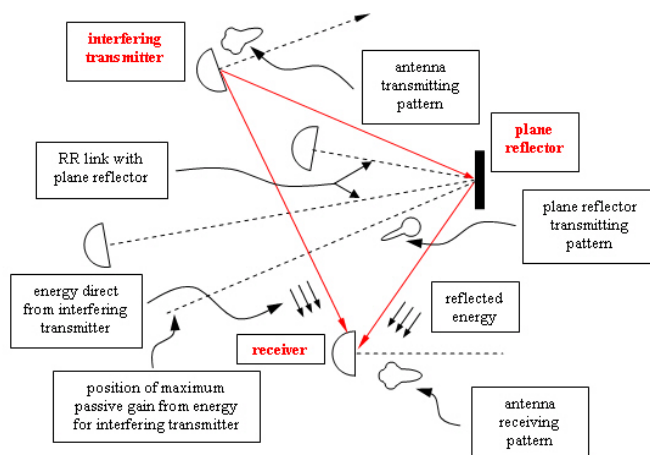 interfering
transmitter
antenna
transmitting
pattern
plane
reflector
RR link with
plane reflector
plane reflector
transmitting
pattern
energy direct
from interfering
transmitter
reflected
energy
receiver
position of maximum
passive gain from energy
for interfering transmitter
antenna
receiving
pattern